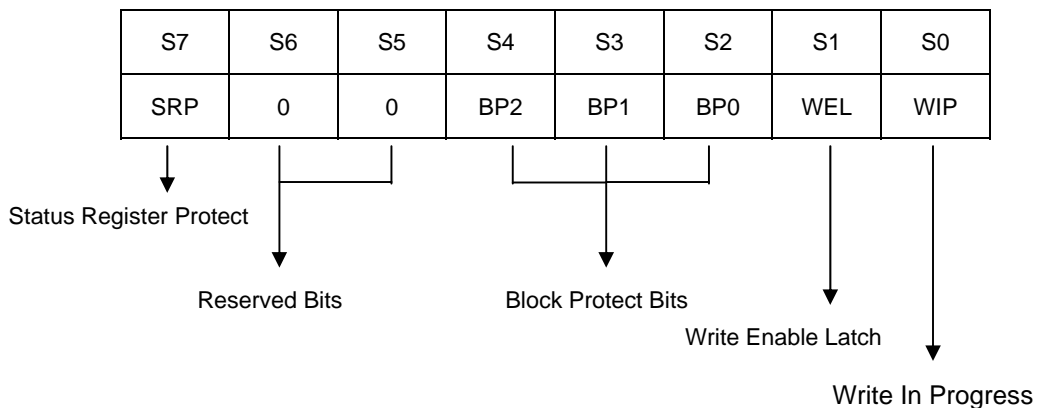 S7 S6 S5 S4 S3 S2 S1 S0
SRP 0 0 BP2 BP1 BP0 WEL WIP
Status Register Protect
Reserved Bits Block Protect Bits
Write Enable Latch
Write In Progress